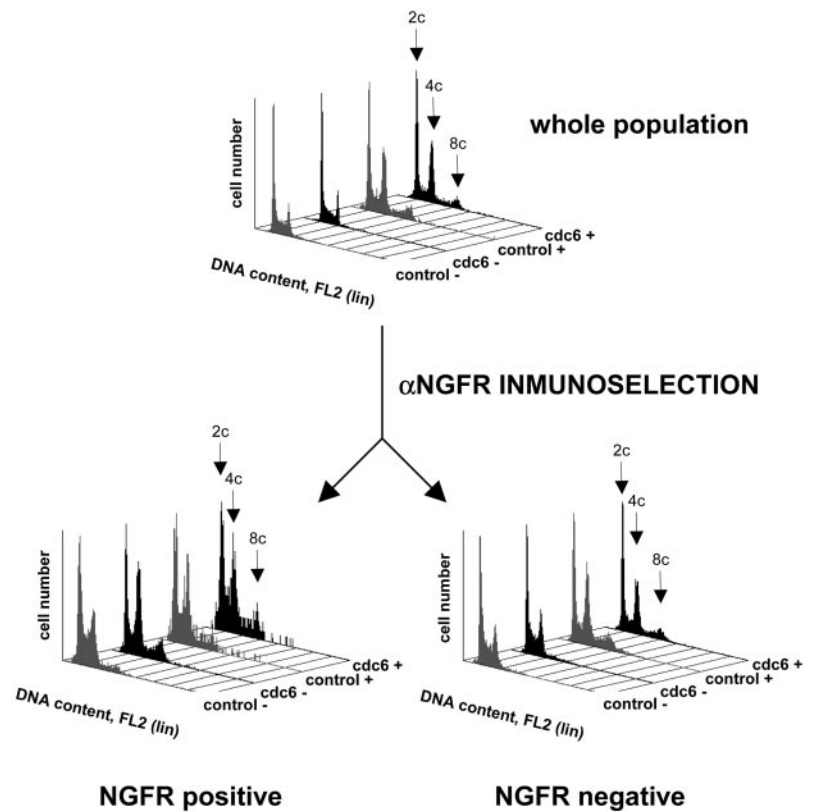 2c
4c
8c
whole population
cell number
DNA content, FL2 (lin)
control -
cdc6 -
control +
cdc6 +
αNGFR INMUNOSELECTION
2c
4c
8c
cell number
DNA content, FL2 (lin)
control -
cdc6 -
control +
cdc6 +
NGFR positive
2c
4c
8c
cell number
DNA content, FL2 (lin)
control -
cdc6 -
control +
cdc6 +
NGFR negative